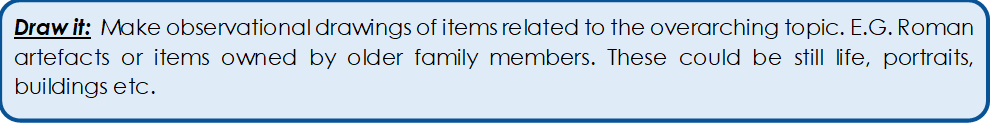 Draw it: Make observational drawings of items related to the overarching topic. E.G. Roman
artefacts or items owned by older family members. These could be still life, portraits,
buildings etc.